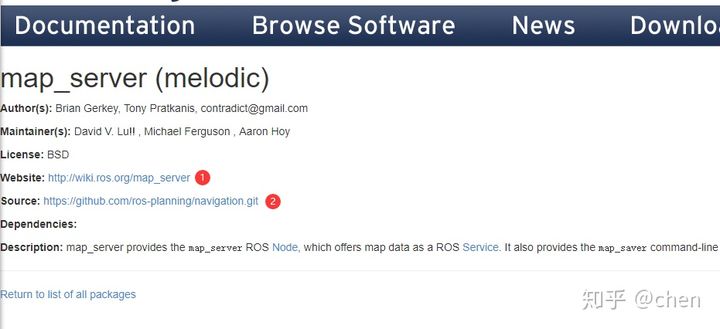 Documentation Browse Software News Downlo
map_server (melodic)
Author(s): Brian Gerkey, Tony Pratkanis, contradict@gmail.com
Maintainer(s): David V. Lu!! , Michael Ferguson , Aaron Hoy
License: BSD
Website: http://wiki.ros.org/map_server 1
Source: https://github.com/ros-planning/navigation.git 2
Dependencies:
Description: map_server provides the map_server ROS Node, which offers map data as a ROS Service. It also provides the map_saver command-line
Return to list of all packages
知乎 @chen